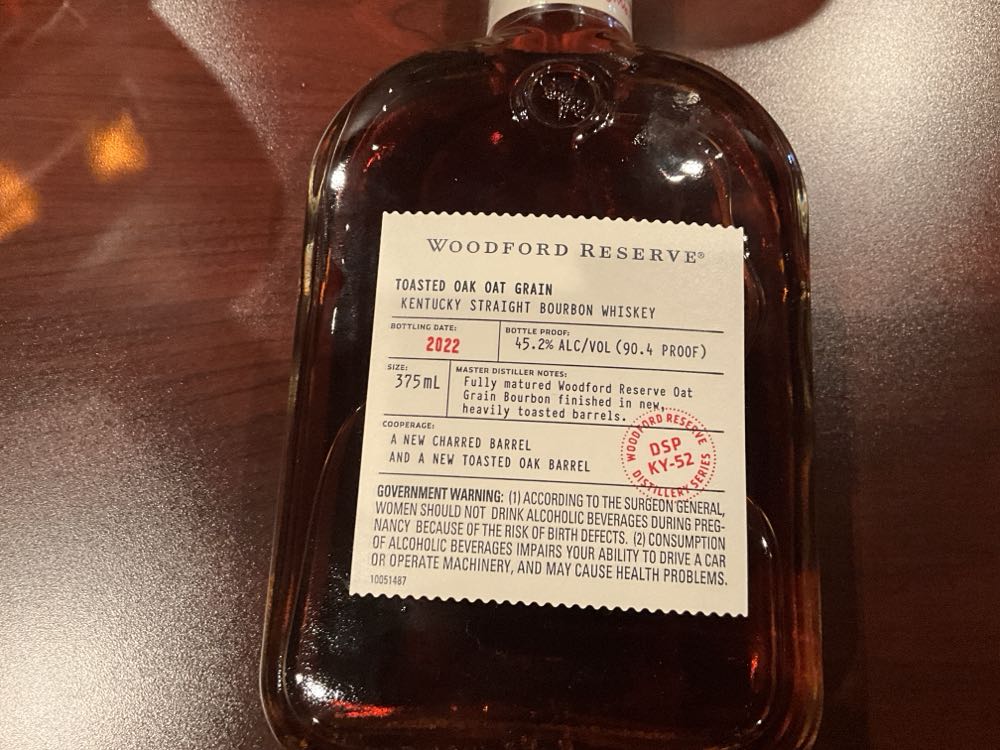 WOODFORD RESERVE®
TOASTED OAK OAT GRAIN
KENTUCKY STRAIGHT BOURBON WHISKEY
BOTTLING DATE:
2022
BOTTLE PROOF:
45.2% ALC/VOL (90.4 PROOF)
SIZE:
375mL
MASTER DISTILLER NOTES:
Fully matured Woodford Reserve Oat
Grain Bourbon finished in new,
heavily toasted barrels.
COOPERAGE:
A NEW CHARRED BARREL
AND A NEW TOASTED OAK BARREL
WOODFORD RESERVE
DSP
KY-52
DISTILLERY SERIES
GOVERNMENT WARNING: (1) ACCORDING TO THE SURGEON GENERAL,
WOMEN SHOULD NOT DRINK ALCOHOLIC BEVERAGES DURING PREG-
NANCY BECAUSE OF THE RISK OF BIRTH DEFECTS. (2) CONSUMPTION
OF ALCOHOLIC BEVERAGES IMPAIRS YOUR ABILITY TO DRIVE A CAR
OR OPERATE MACHINERY, AND MAY CAUSE HEALTH PROBLEMS.
10051487